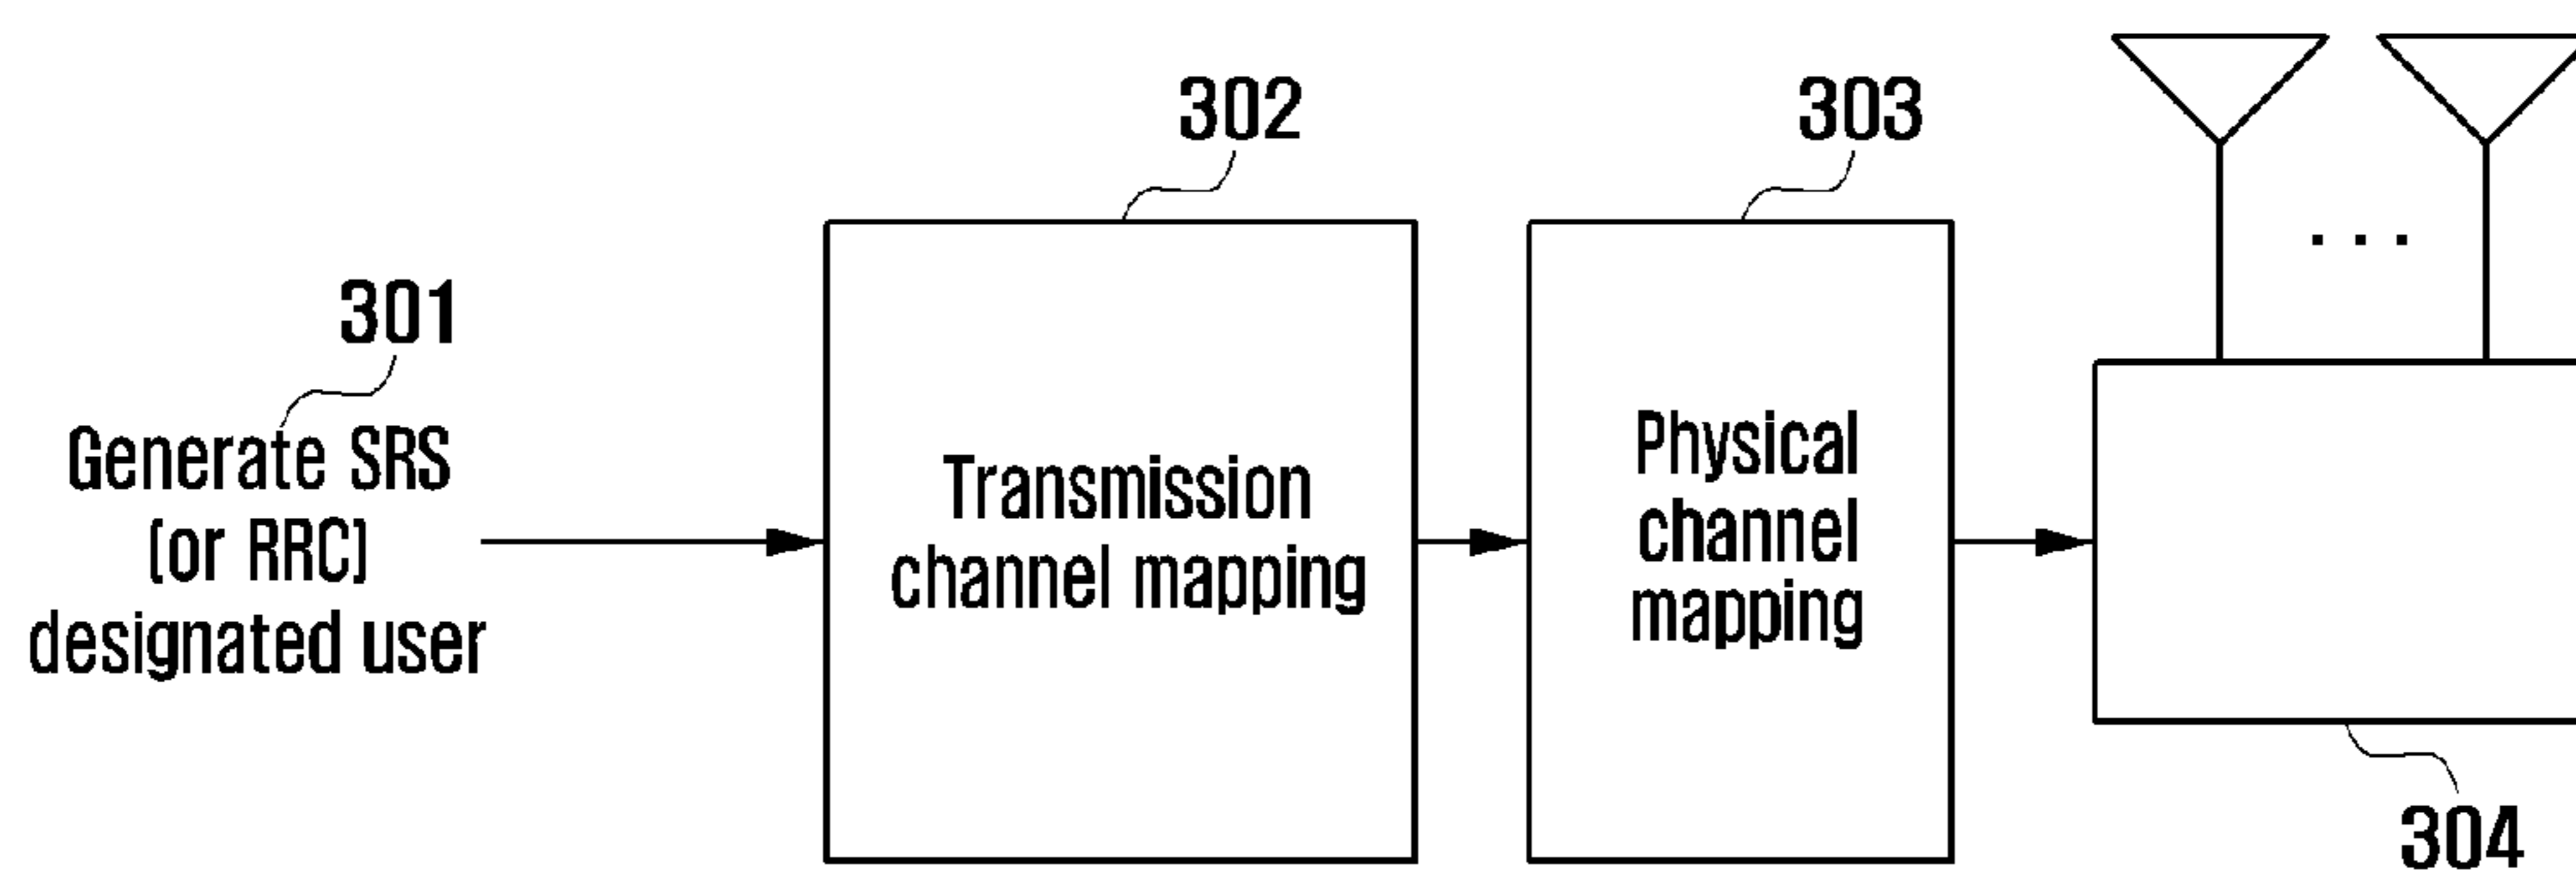 302
303
301
Generate SRS
(or RRC)
designated user
Transmission
channel mapping
Physical
channel
mapping
. . .
304